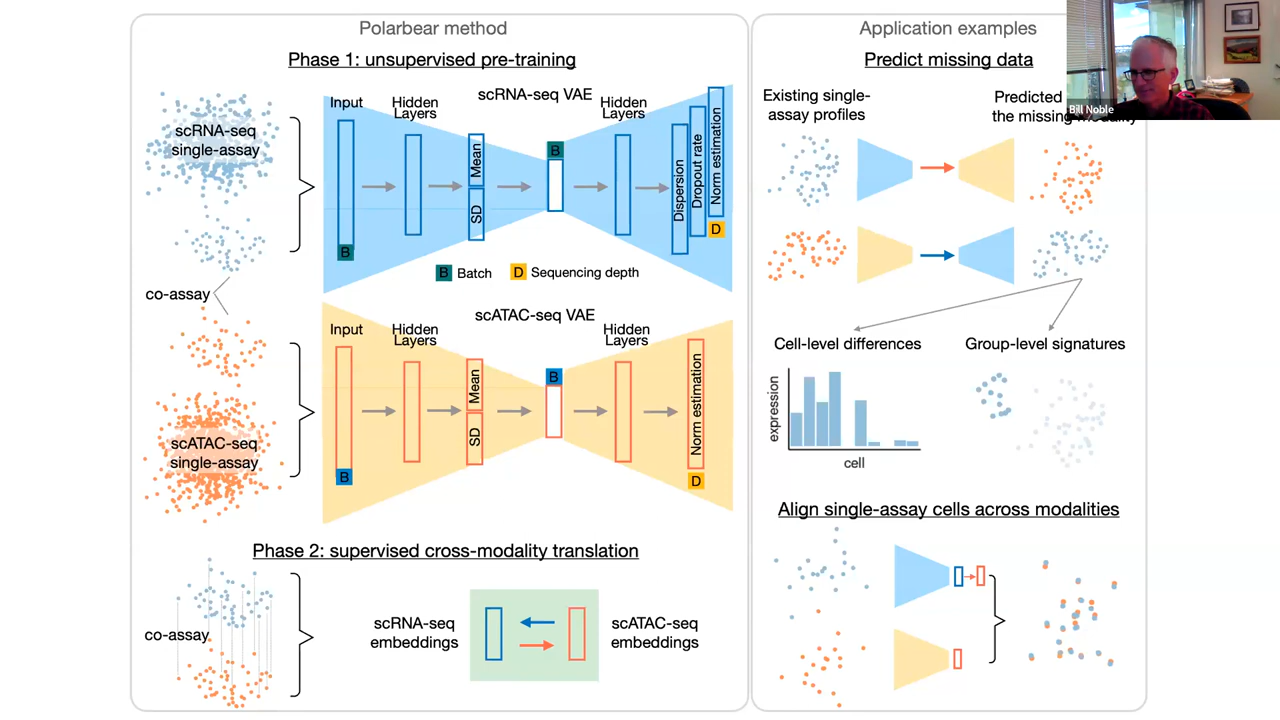 Polarbear method
Phase 1: unsupervised pre-training
scRNA-seq
single-assay
co-assay
scATAC-seq
single-assay
Input
Hidden
Layers
scRNA-seq VAE
Mean
SD
B
B
Hidden
Layers
Dispersion
Dropout rate
Norm estimation
D
B Batch
D Sequencing depth
scATAC-seq VAE
Input
Hidden
Layers
Mean
SD
B
B
Hidden
Layers
Norm estimation
D
Phase 2: supervised cross-modality translation
co-assay
scRNA-seq
embeddings
scATAC-seq
embeddings
Application examples
Predict missing data
Existing single-
assay profiles
Predicted
the missing modality
Bill Noble
Cell-level differences
Group-level signatures
expression
cell
Align single-assay cells across modalities